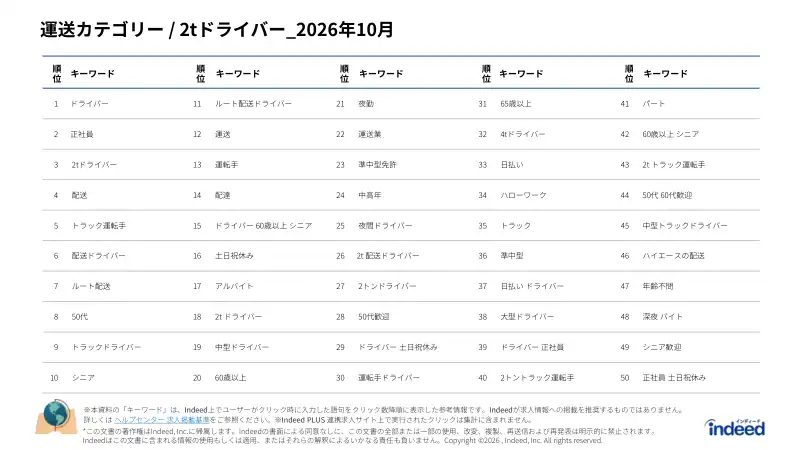 運送カテゴリー / 2tドライバー_2026年10月
順位 キーワード 順位 キーワード 順位 キーワード 順位 キーワード 順位 キーワード
1 ドライバー 11 ルート配送ドライバー 21 夜勤 31 65歳以上 41 パート
2 正社員 12 運送 22 運送業 32 4tドライバー 42 60歳以上 シニア
3 2tドライバー 13 運転手 23 準中型免許 33 日払い 43 2t トラック運転手
4 配送 14 配達 24 中高年 34 ハローワーク 44 50代 60代歓迎
5 トラック運転手 15 ドライバー 60歳以上 シニア 25 夜間ドライバー 35 トラック 45 中型トラックドライバー
6 配送ドライバー 16 土日祝休み 26 2t 配送ドライバー 36 準中型 46 ハイエースの配送
7 ルート配送 17 アルバイト 27 2トンドライバー 37 日払い ドライバー 47 年齢不問
8 50代 18 2t ドライバー 28 50代歓迎 38 大型ドライバー 48 深夜 バイト
9 トラックドライバー 19 中型ドライバー 29 ドライバー 土日祝休み 39 ドライバー 正社員 49 シニア歓迎
10 シニア 20 60歳以上 30 運転手ドライバー 40 2トントラック運転手 50 正社員 土日祝休み
※本資料の「キーワード」は、Indeed上でユーザーがクリック時に入力した語句をクリック数降順に表示した参考情報です。Indeedが求人情報への掲載を推奨するものではありません。
詳しくは ヘルプセンター 求人掲載基準をご参照ください。※Indeed PLUS 連携求人サイト上で実行されたクリックは集計に含まれません。
*この文書の著作権はIndeed, Inc.に帰属します。Indeedの書面による同意なしに、この文書の全部または一部の使用、改変、複製、再送信および再発表は明示的に禁止されます。
Indeedはこの文書に含まれる情報の使用もしくは適用、またはそれらの解釈によるいかなる責任も負いません。Copyright ©2026 , Indeed, Inc. All rights reserved.
インディード
indeed